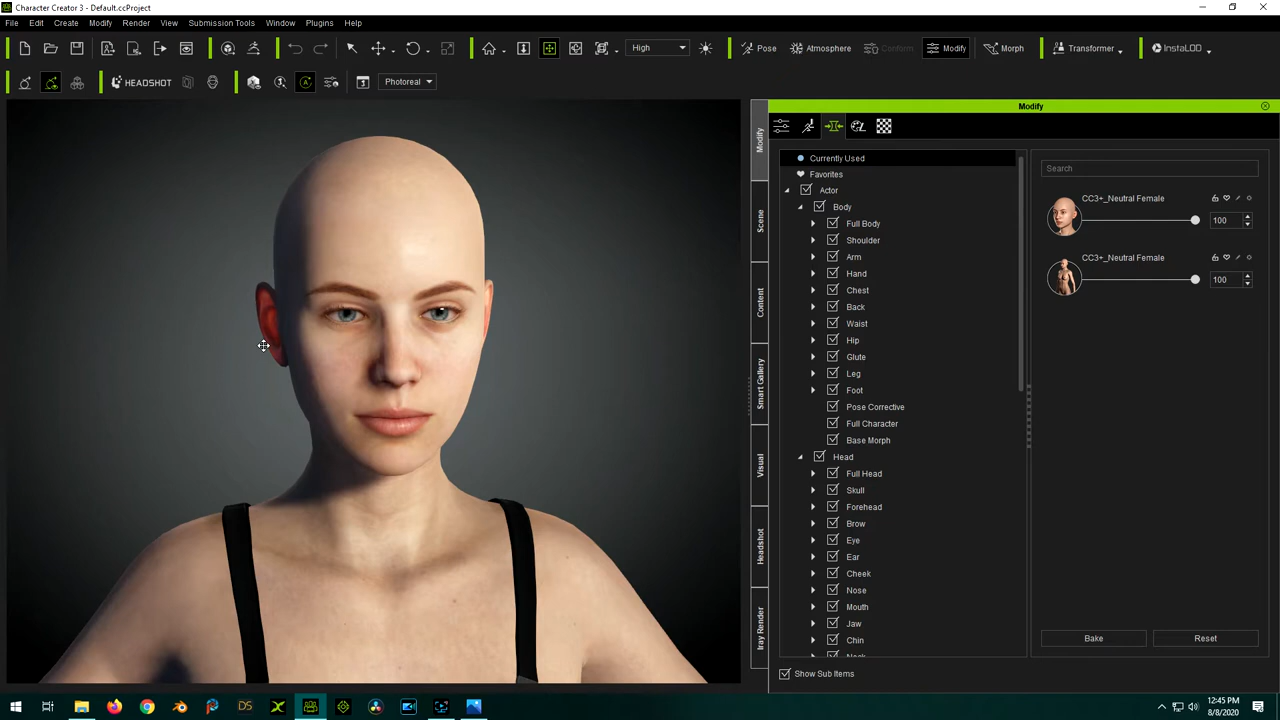 Character Creator 3 - Default.ccProject
File Edit Create Modify Render View Submission Tools Window Plugins Help
High Pose Atmosphere Conform Modify Morph Transformer InstaLOD
HEADSHOT Photoreal
Modify
Modify
Scene
Content
Smart Gallery
Visual
Headshot
Iray Render
Currently Used
Favorites
Actor
Body
Full Body
Shoulder
Arm
Hand
Chest
Back
Waist
Hip
Glute
Leg
Foot
Pose Corrective
Full Character
Base Morph
Head
Full Head
Skull
Forehead
Brow
Eye
Ear
Cheek
Nose
Mouth
Jaw
Chin
Neck
Show Sub Items
Search
CC3+_Neutral Female
100
CC3+_Neutral Female
100
Bake Reset
DS
12:45 PM
8/8/2020